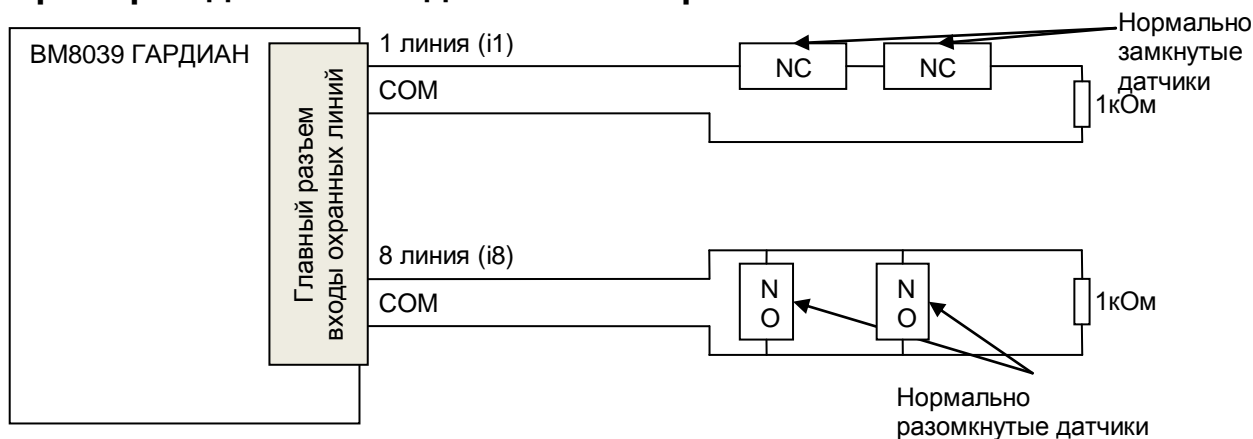 ВМ8039 ГАРДИАН
Главный разъем
входы охранных линий
1 линия (i1)
COM
NC
NC
Нормально
замкнутые
датчики
1кОм
8 линия (i8)
COM
N
O
N
O
1кОм
Нормально
разомкнутые датчики